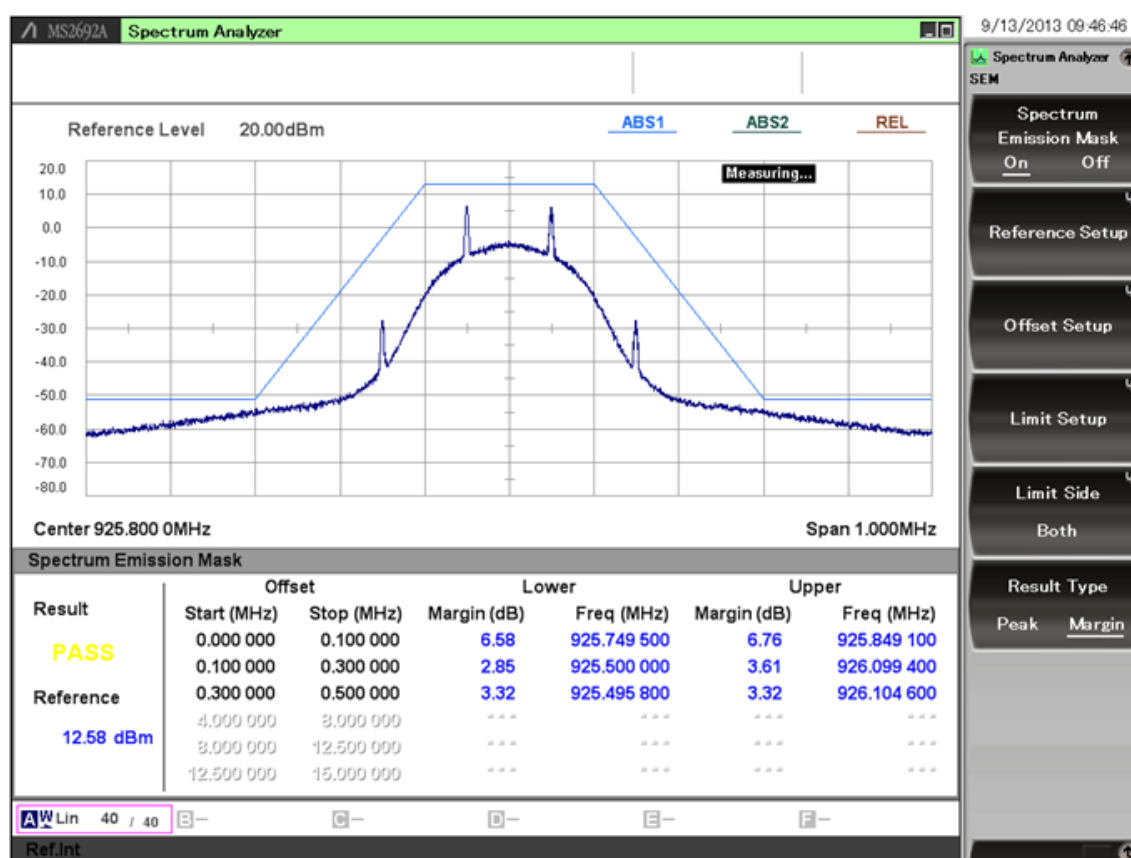 MS2692A Spectrum Analyzer
9/13/2013 09:46:46
Spectrum Analyzer
SEM
Reference Level 20.00dBm
ABS1 ABS2 REL
Measuring...
20.0
10.0
0.0
-10.0
-20.0
-30.0
-40.0
-50.0
-60.0
-70.0
-80.0
Center 925.800 0MHz Span 1.000MHz
Spectrum Emission Mask
Offset Lower Upper
Result Start (MHz) Stop (MHz) Margin (dB) Freq (MHz) Margin (dB) Freq (MHz)
0.000 000 0.100 000 6.58 925.749 500 6.76 925.849 100
PASS 0.100 000 0.300 000 2.85 925.500 000 3.61 926.099 400
Reference 0.300 000 0.500 000 3.32 925.495 800 3.32 926.104 600
4.000 000 8.000 000 *** *** *** ***
12.58 dBm 8.000 000 12.500 000 *** *** *** ***
12.500 000 15.000 000 *** *** *** ***
A W Lin 40 / 40 B- C- D- E- F-
Ref.Int
Spectrum
Emission Mask
On Off
Reference Setup
Offset Setup
Limit Setup
Limit Side
Both
Result Type
Peak Margin